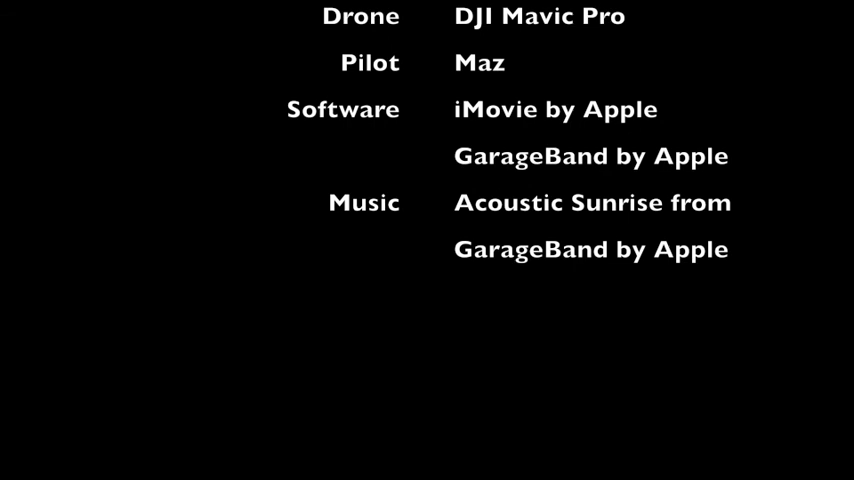 Drone DJI Mavic Pro
Pilot Maz
Software iMovie by Apple
GarageBand by Apple
Music Acoustic Sunrise from
GarageBand by Apple